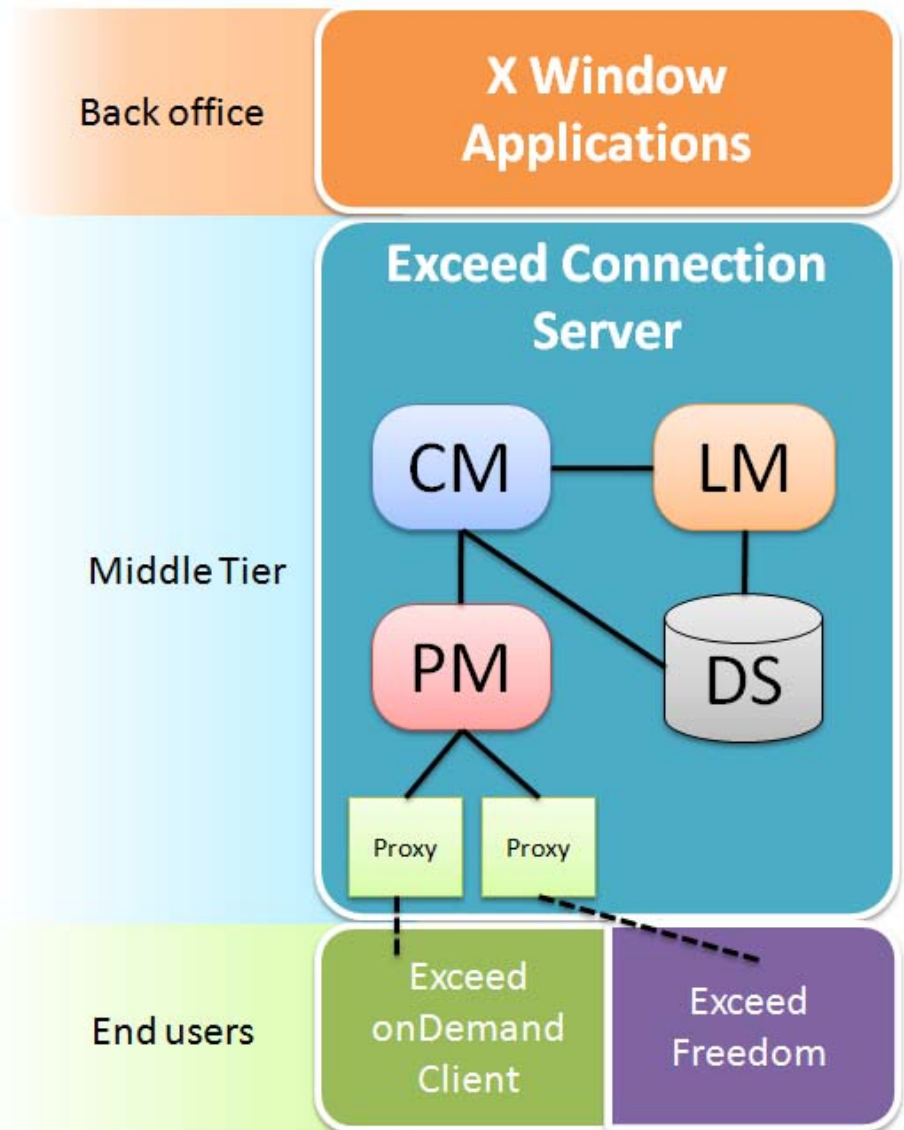 Back office
X Window
Applications
Middle Tier
Exceed Connection
Server
CM
LM
PM
DS
Proxy
Proxy
End users
Exceed
onDemand
Client
Exceed
Freedom